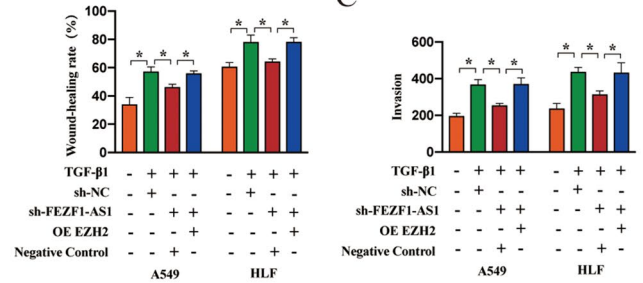 C
Wound-healing rate (%)
100
80
60
40
20
0
* * * * * *
TGF-β1 - + + + - + + +
sh-NC - + - - - + - -
sh-FEZF1-AS1 - - + + - - + +
OE EZH2 - - - + - - - +
Negative Control - - + - - - + -
A549 HLF
Invasion
600
400
200
0
* * * * * *
TGF-β1 - + + + - + + +
sh-NC - + - - - + - -
sh-FEZF1-AS1 - - + + - - + +
OE EZH2 - - - + - - - +
Negative Control - - + - - - + -
A549 HLF